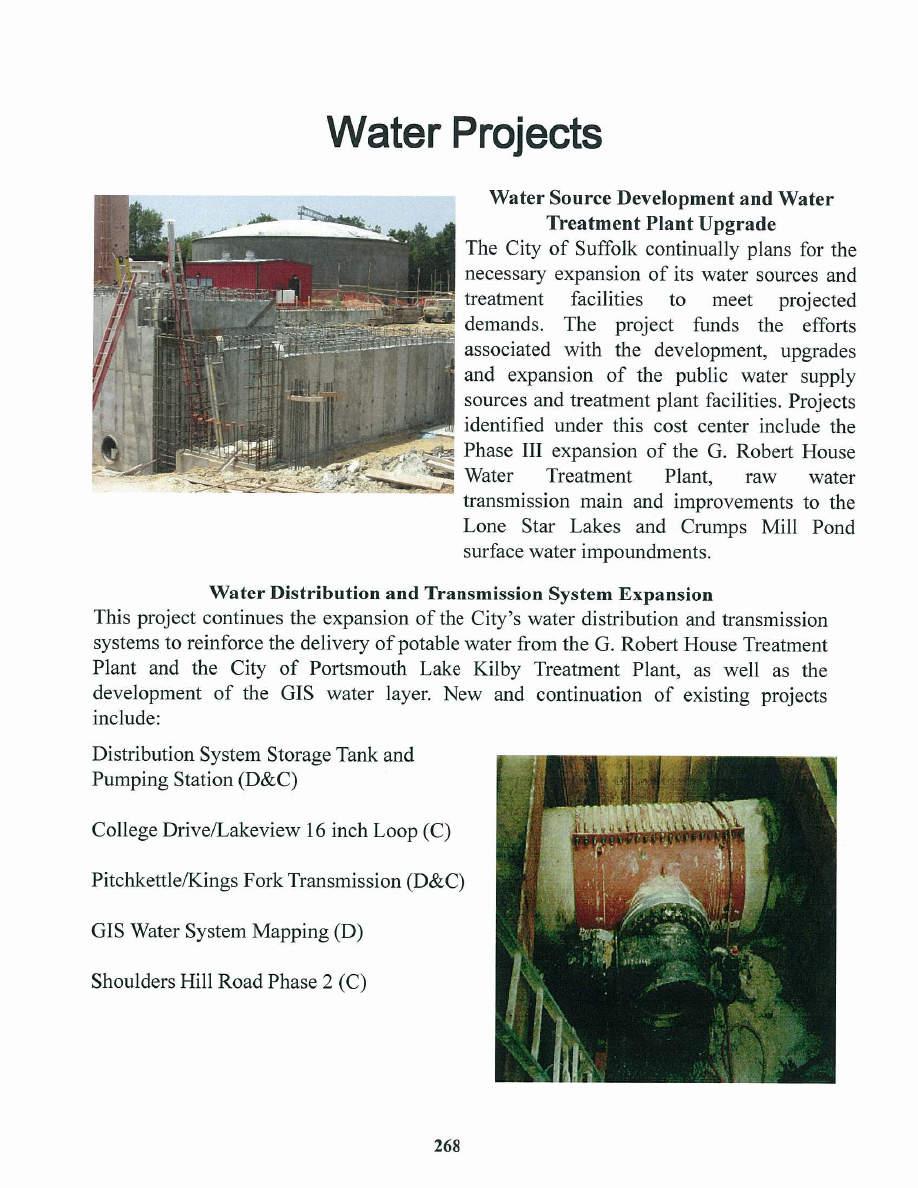 Water Projects
Water Source Development and Water
Treatment Plant Upgrade
The City of Suffolk continually plans for the
necessary expansion of its water sources and
treatment facilities to meet projected
demands. The project funds the efforts
associated with the development, upgrades
and expansion of the public water supply
sources and treatment plant facilities. Projects
identified under this cost center include the
Phase III expansion of the G. Robert House
Water Treatment Plant, raw water
transmission main and improvements to the
Lone Star Lakes and Crumps Mill Pond
surface water impoundments.
Water Distribution and Transmission System Expansion
This project continues the expansion of the City's water distribution and transmission
systems to reinforce the delivery of potable water from the G. Robert House Treatment
Plant and the City of Portsmouth Lake Kilby Treatment Plant, as well as the
development of the GIS water layer. New and continuation of existing projects
include:
Distribution System Storage Tank and
Pumping Station (D&C)
College Drive/Lakeview 16 inch Loop (C)
Pitchkettle/Kings Fork Transmission (D&C)
GIS Water System Mapping (D)
Shoulders Hill Road Phase 2 (C)
268